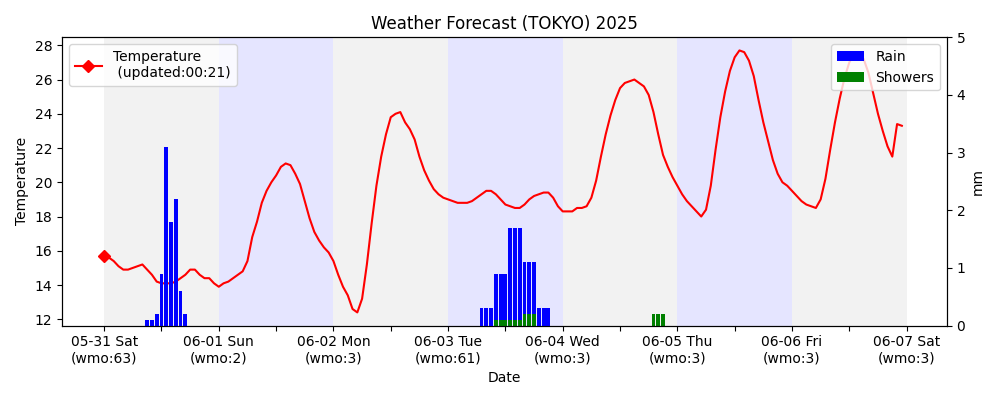 Weather Forecast (TOKYO) 2025
Temperature
(updated:00:21)
Rain
Showers
28
26
24
22
20
18
16
14
12
Temperature
5
4
3
2
1
0
mm
05-31 Sat
(wmo:63)
06-01 Sun
(wmo:2)
06-02 Mon
(wmo:3)
06-03 Tue
(wmo:61)
06-04 Wed
(wmo:3)
06-05 Thu
(wmo:3)
06-06 Fri
(wmo:3)
06-07 Sat
(wmo:3)
Date